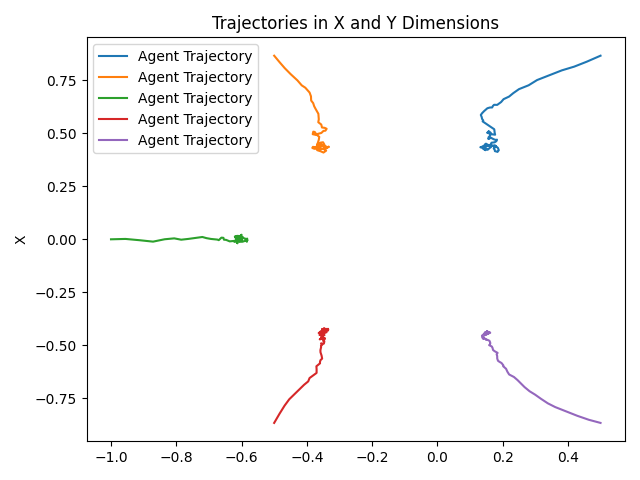 Trajectories in X and Y Dimensions
Agent Trajectory
Agent Trajectory
Agent Trajectory
Agent Trajectory
Agent Trajectory
X
0.75
0.50
0.25
0.00
−0.25
−0.50
−0.75
−1.0 −0.8 −0.6 −0.4 −0.2 0.0 0.2 0.4